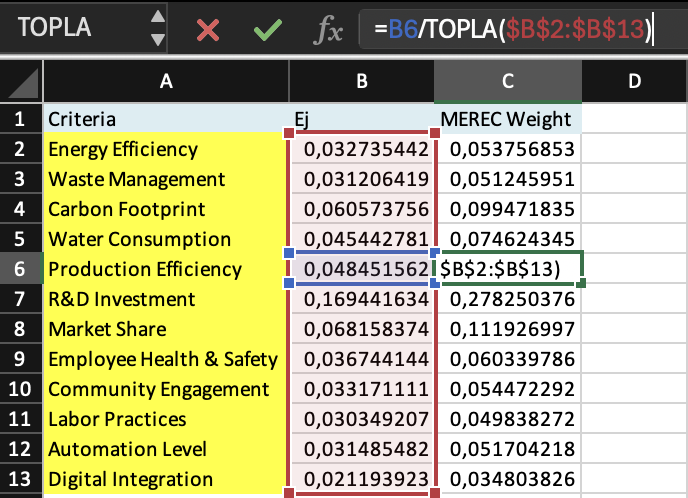 TOPLA fx =B6/TOPLA($B$2:$B$13)
A B C D
1 Criteria Ej MEREC Weight
2 Energy Efficiency 0,032735442 0,053756853
3 Waste Management 0,031206419 0,051245951
4 Carbon Footprint 0,060573756 0,099471835
5 Water Consumption 0,045442781 0,074624345
6 Production Efficiency 0,048451562 $B$2:$B$13)
7 R&D Investment 0,169441634 0,278250376
8 Market Share 0,068158374 0,111926997
9 Employee Health & Safety 0,036744144 0,060339786
10 Community Engagement 0,033171111 0,054472292
11 Labor Practices 0,030349207 0,049838272
12 Automation Level 0,031485482 0,051704218
13 Digital Integration 0,021193923 0,034803826